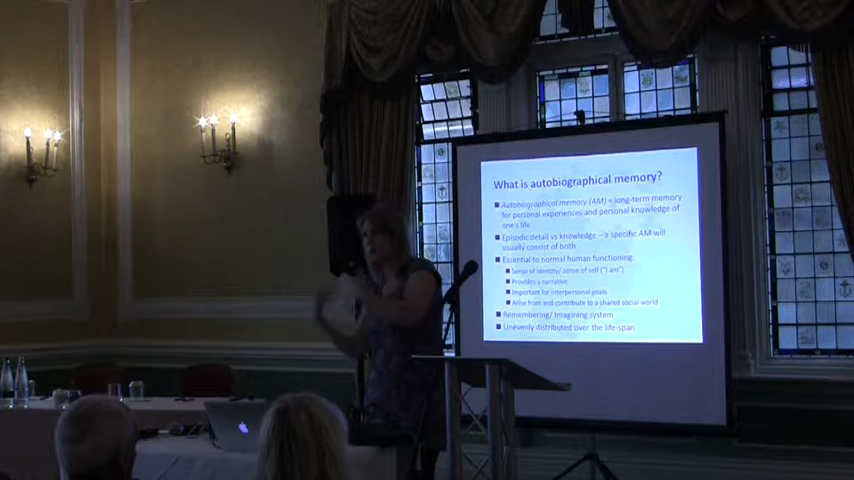 What is autobiographical memory?
Autobiographical memory (AM) = long-term memory
for personal experiences and personal knowledge of
one's life
Episodic detail vs knowledge – a specific AM will
usually consist of both
Essential to normal human functioning:
Sense of identity/ sense of self ("I am")
Provides a narrative
Important for interpersonal goals
Arise from and contribute to a shared social world
Remembering/ Imagining system
Unevenly distributed over the life-span